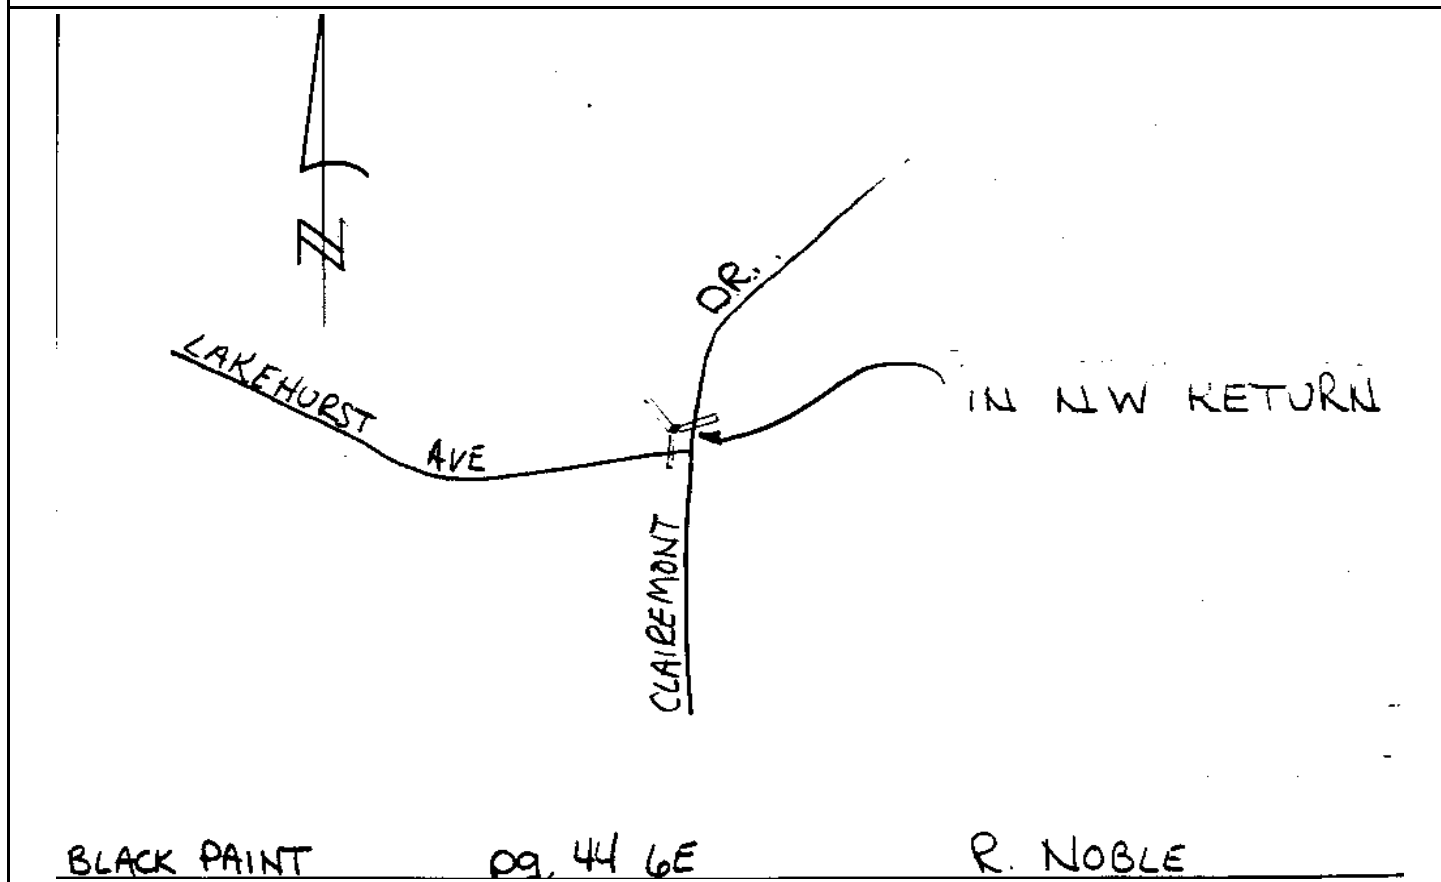 N
DR.
LAKEHURST AVE
IN NW RETURN
CLAIREMONT
BLACK PAINT pg. 44 6E R. NOBLE